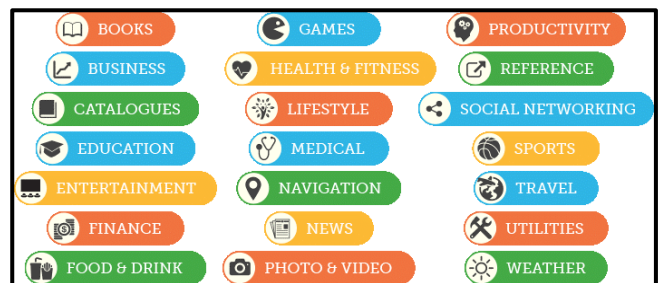 BOOKS
BUSINESS
CATALOGUES
EDUCATION
ENTERTAINMENT
FINANCE
FOOD & DRINK
GAMES
HEALTH & FITNESS
LIFESTYLE
MEDICAL
NAVIGATION
NEWS
PHOTO & VIDEO
PRODUCTIVITY
REFERENCE
SOCIAL NETWORKING
SPORTS
TRAVEL
UTILITIES
WEATHER